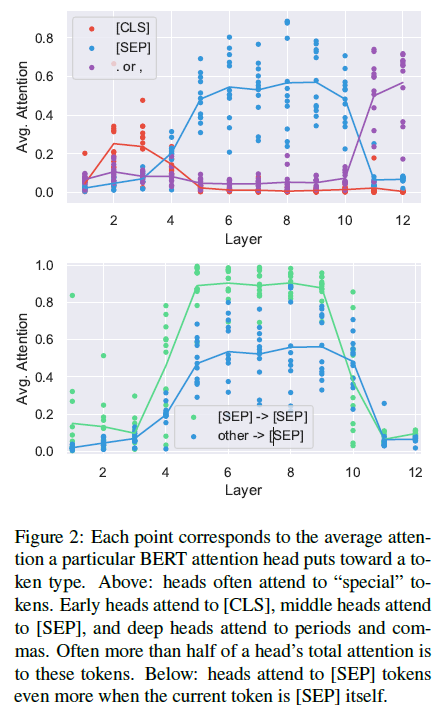 [CLS]
[SEP]
. or ,
0.8
0.6
0.4
0.2
0.0
Avg. Attention
2 4 6 8 10 12
Layer
1.0
0.8
0.6
0.4
0.2
0.0
Avg. Attention
[SEP] -> [SEP]
other -> [SEP]
2 4 6 8 10 12
Layer
Figure 2: Each point corresponds to the average atten-
tion a particular BERT attention head puts toward a to-
ken type. Above: heads often attend to “special” to-
kens. Early heads attend to [CLS], middle heads attend
to [SEP], and deep heads attend to periods and com-
mas. Often more than half of a head’s total attention is
to these tokens. Below: heads attend to [SEP] tokens
even more when the current token is [SEP] itself.